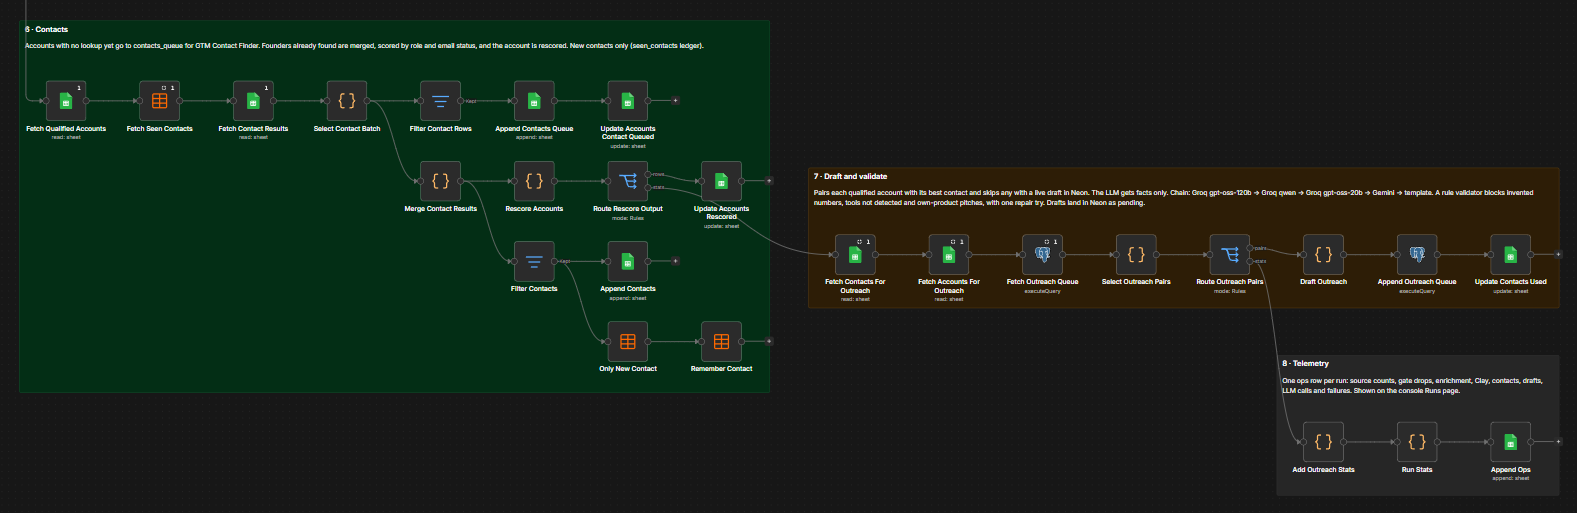 6 · Contacts
Accounts with no lookup yet go to contacts_queue for GTM Contact Finder. Founders already found are merged, scored by role and email status, and the account is rescored. New contacts only (seen_contacts ledger).
1
1
1
Fetch Qualified Accounts
read: sheet
Fetch Seen Contacts
Fetch Contact Results
read: sheet
Select Contact Batch
Kept
Filter Contact Rows
Append Contacts Queue
append: sheet
Update Accounts
Contact Queued
update: sheet
Merge Contact Results
Rescore Accounts
rows
stats
Route Rescore Output
mode: Rules
Update Accounts
Rescored
update: sheet
Kept
Filter Contacts
Append Contacts
append: sheet
Only New Contact
Remember Contact
7 · Draft and validate
Pairs each qualified account with its best contact and skips any with a live draft in Neon. The LLM gets facts only. Chain: Groq gpt-oss-120b → Groq qwen → Groq gpt-oss-20b → Gemini → template. A rule validator blocks invented
numbers, tools not detected and own-product pitches, with one repair try. Drafts land in Neon as pending.
1
1
1
Fetch Contacts For
Outreach
read: sheet
Fetch Accounts For
Outreach
read: sheet
Fetch Outreach Queue
executeQuery
Select Outreach Pairs
pairs
stats
Route Outreach Pairs
mode: Rules
Draft Outreach
Append Outreach Queue
executeQuery
Update Contacts Used
update: sheet
8 · Telemetry
One ops row per run: source counts, gate drops, enrichment, Clay, contacts, drafts,
LLM calls and failures. Shown on the console Runs page.
Add Outreach Stats
Run Stats
Append Ops
append: sheet